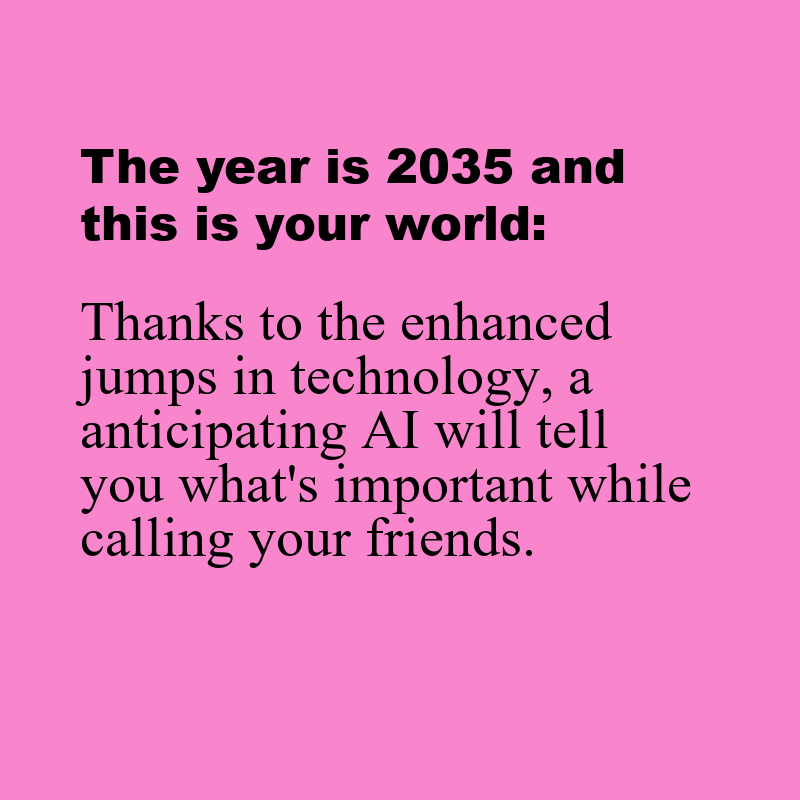 The year is 2035 and
this is your world:
Thanks to the enhanced
jumps in technology, a
anticipating AI will tell
you what's important while
calling your friends.